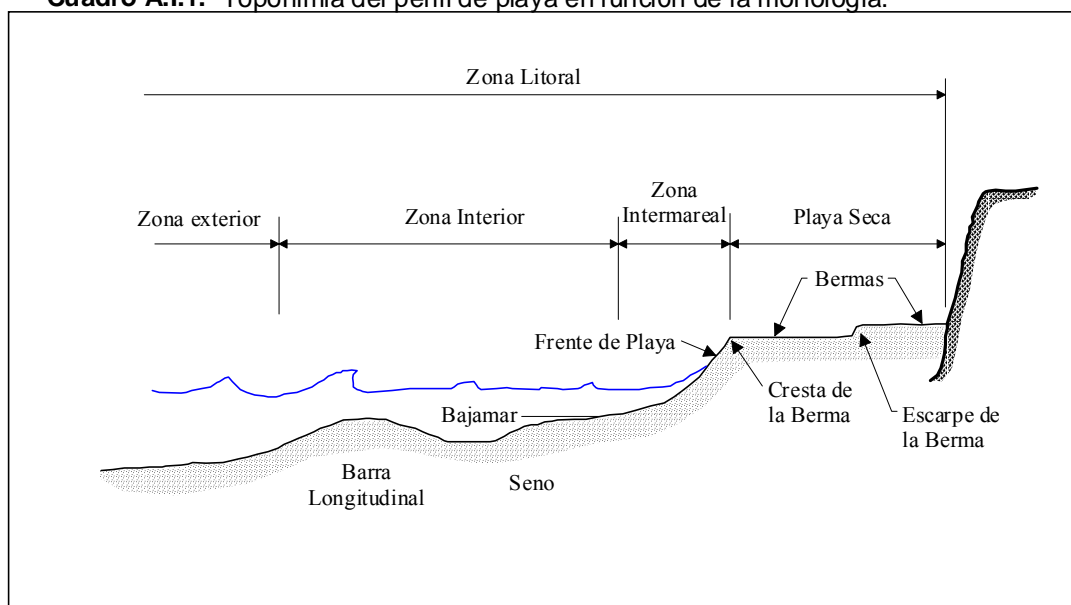 Cuadro A.I.1. Toponimia del perfil de playa en función de la morfología.
Zona Litoral
Zona exterior
Zona Interior
Zona
Intermareal
Playa Seca
Bermas
Frente de Playa
Cresta de
la Berma
Escarpe de
la Berma
Bajamar
Barra
Longitudinal
Seno